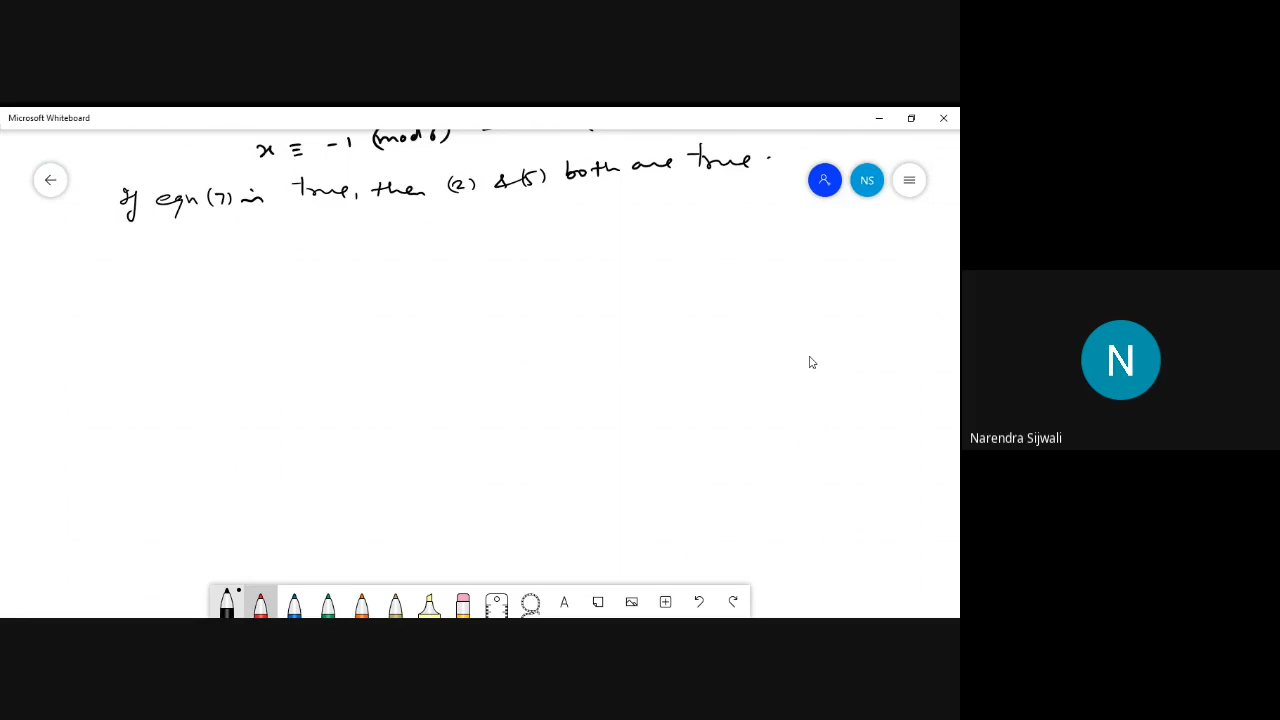 Microsoft Whiteboard
x ≡ -1 (mod 6)
If eqn (7) is true, then (2) & (5) both are true.
NS
N
Narendra Sijwali
A